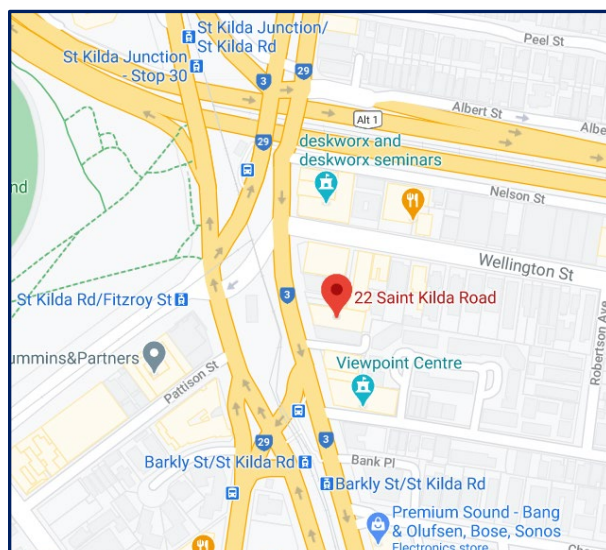 St Kilda Junction/
St Kilda Rd
Peel St
St Kilda Junction
- Stop 30
3
29
Albert St
Albe
Alt 1
29
deskworx and
deskworx seminars
nd
Nelson St
Wellington St
St Kilda Rd/Fitzroy St
3
22 Saint Kilda Road
Robertson Ave
ummins&Partners
Pattison St
Viewpoint Centre
29
3
Barkly St/St Kilda Rd
Bank Pl
Barkly St/St Kilda Rd
Premium Sound - Bang
& Olufsen, Bose, Sonos
Electronics store